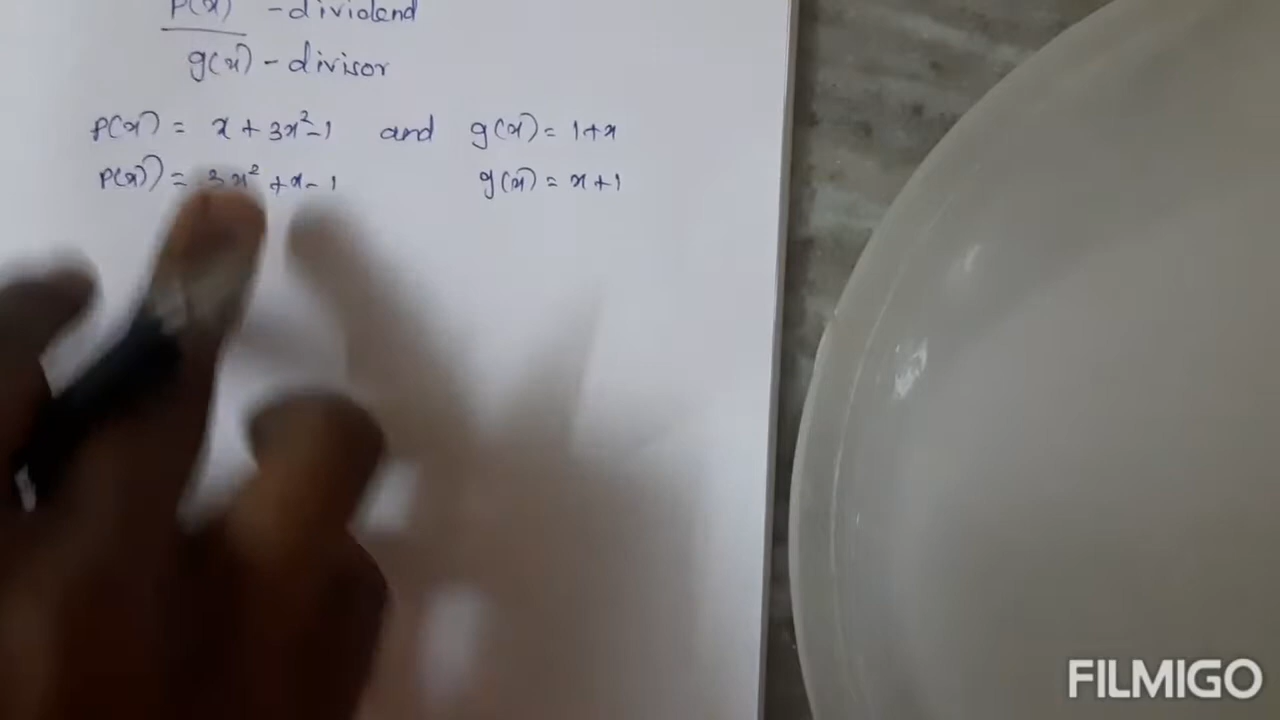 P(x) - dividend
g(x) - divisor
P(x) = x + 3x² - 1 and g(x) = 1 + x
P(x) = 3x² + x - 1 g(x) = x + 1
FILMIGO